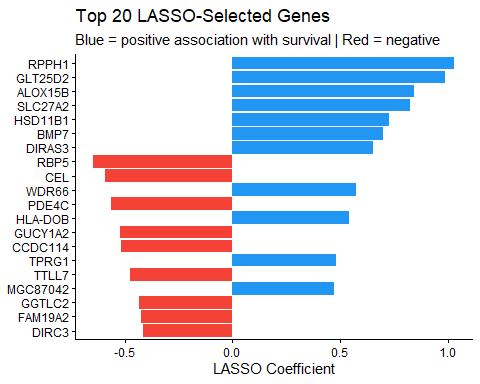 Top 20 LASSO-Selected Genes
Blue = positive association with survival | Red = negative
RPPH1
GLT25D2
ALOX15B
SLC27A2
HSD11B1
BMP7
DIRAS3
RBP5
CEL
WDR66
PDE4C
HLA-DOB
GUCY1A2
CCDC114
TPRG1
TTLL7
MGC87042
GGTLC2
FAM19A2
DIRC3
-0.5 0.0 0.5 1.0
LASSO Coefficient